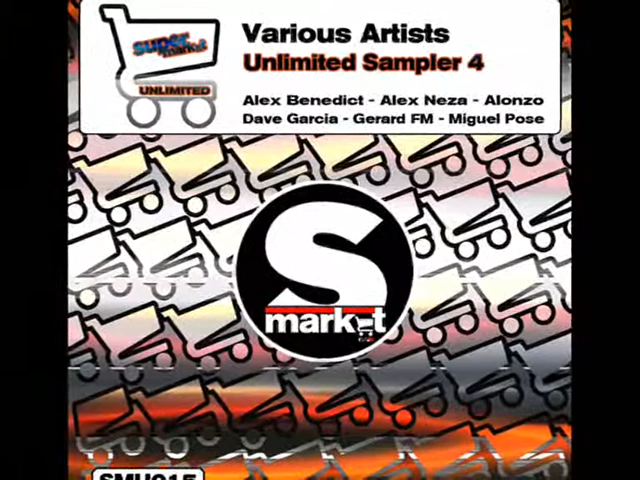 super
market
UNLIMITED
Various Artists
Unlimited Sampler 4
Alex Benedict - Alex Neza - Alonzo
Dave Garcia - Gerard FM - Miguel Pose
S
market